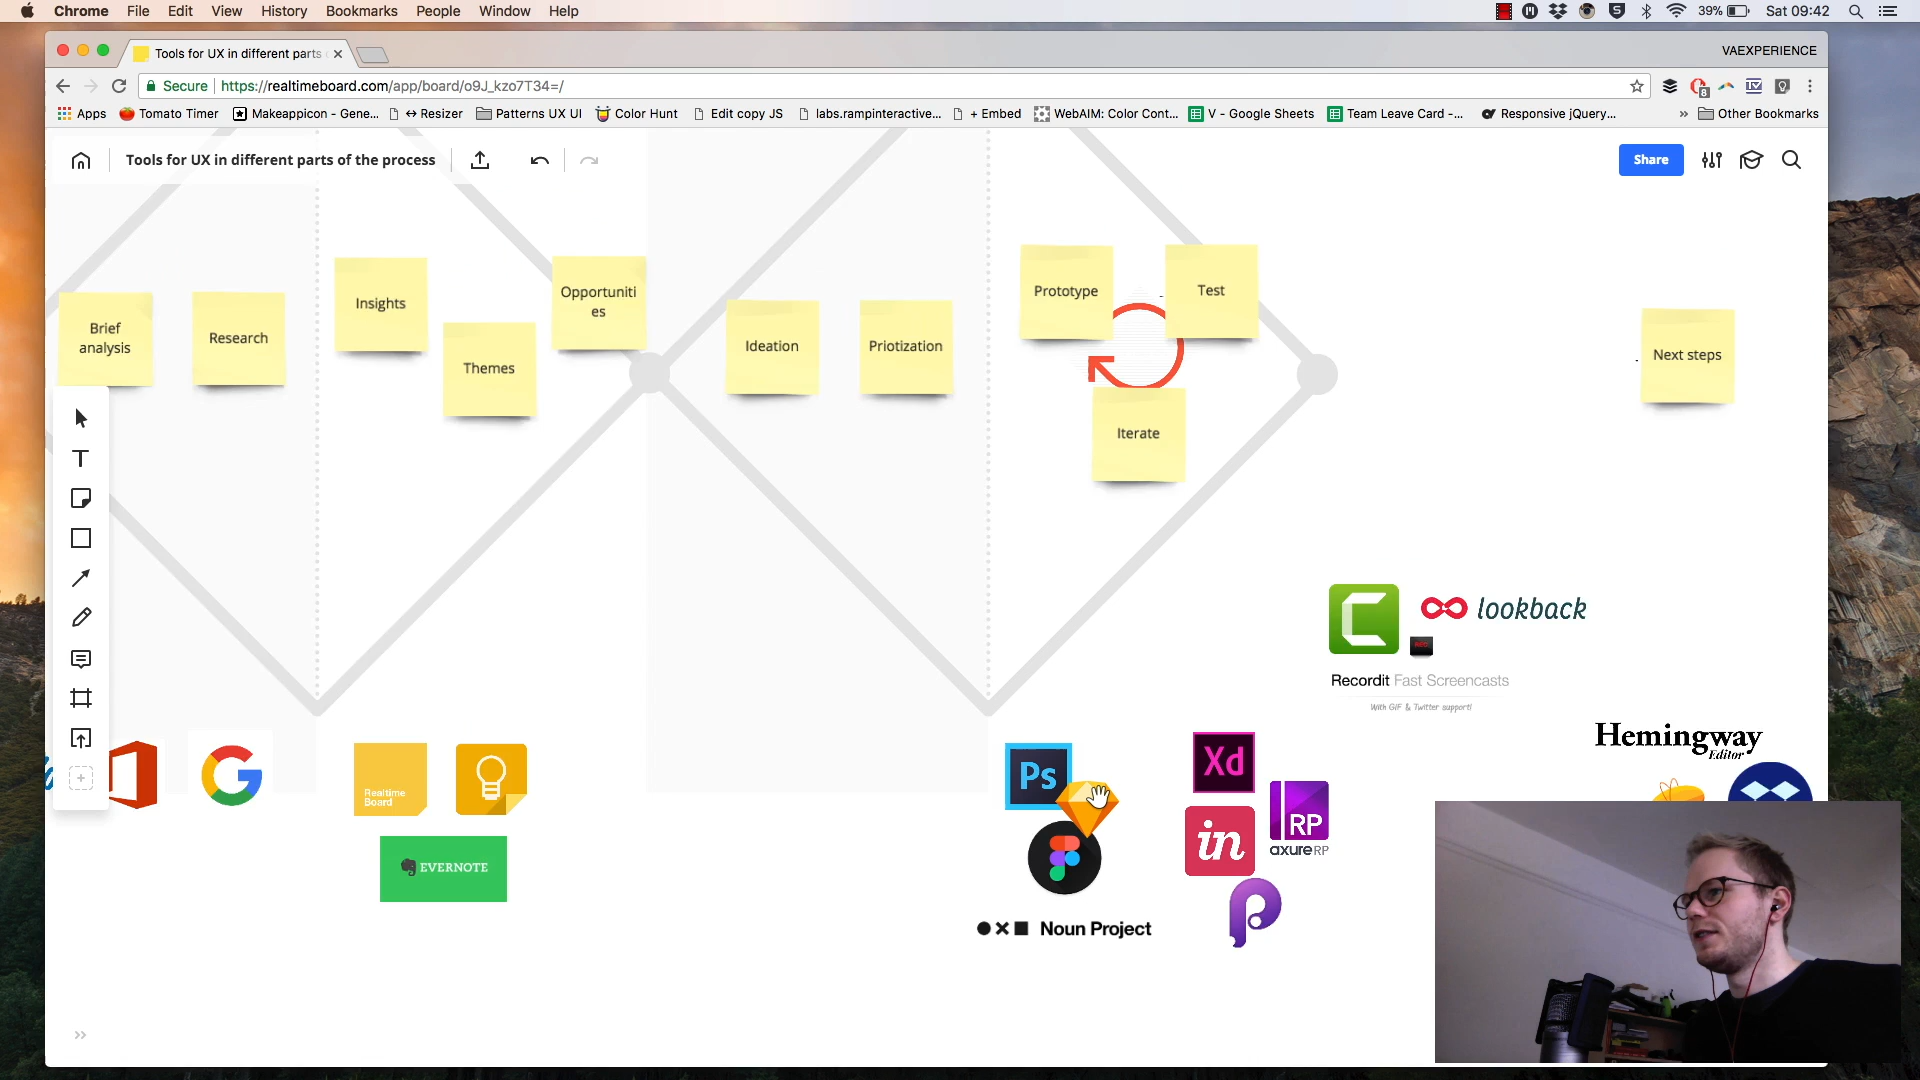 Chrome File Edit View History Bookmarks People Window Help
39% Sat 09:42
Tools for UX in different parts
VAEXPERIENCE
Secure https://realtimeboard.com/app/board/o9J_kzo7T34=/
8
Apps Tomato Timer Makeappicon - Gene... Resizer Patterns UX UI Color Hunt Edit copy JS labs.rampinteractive... + Embed WebAIM: Color Cont... V - Google Sheets Team Leave Card -... Responsive jQuery... » Other Bookmarks
Tools for UX in different parts of the process
Share
Brief
analysis
Research
Insights
Themes
Opportuniti
es
Ideation
Priotization
Prototype
Test
Iterate
Next steps
lookback
REC
Recordit Fast Screencasts
With GIF & Twitter support!
Hemingway
Editor
Realtime
Board
EVERNOTE
Ps
Xd
in
RP
axure RP
Noun Project